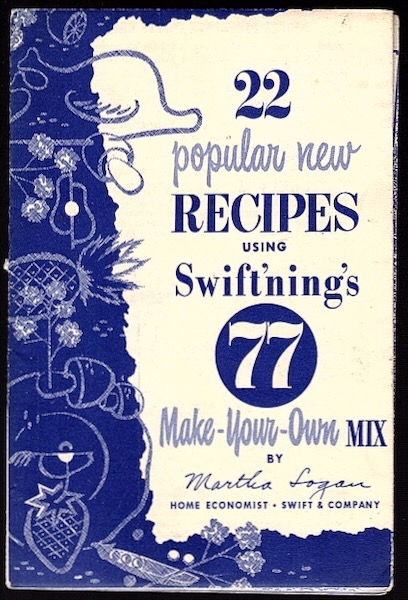 22
popular new
RECIPES
USING
Swift'ning's
77
Make-Your-Own MIX
BY
Martha Logan
HOME ECONOMIST • SWIFT & COMPANY